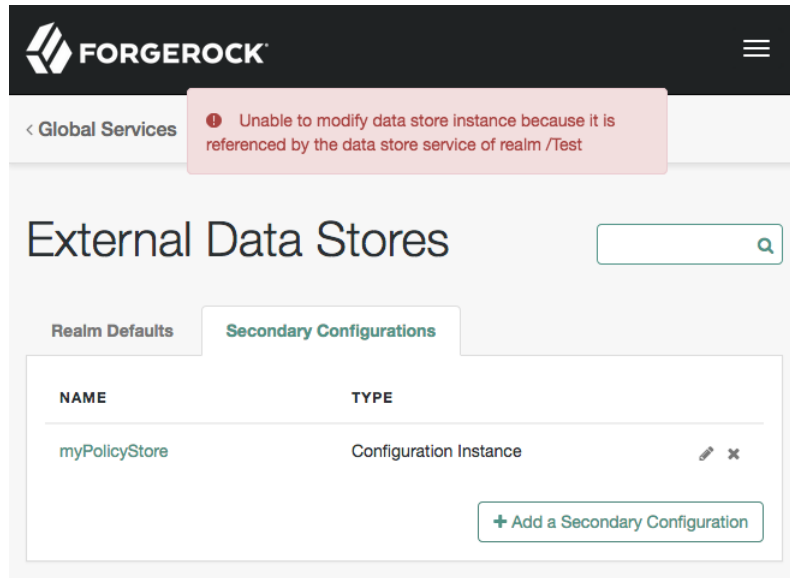 FORGEROCK
< Global Services
Unable to modify data store instance because it is
referenced by the data store service of realm /Test
External Data Stores
Realm Defaults
Secondary Configurations
NAME TYPE
myPolicyStore Configuration Instance
+ Add a Secondary Configuration